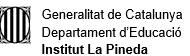 Generalitat de Catalunya
Departament d'Educació
Institut La Pineda